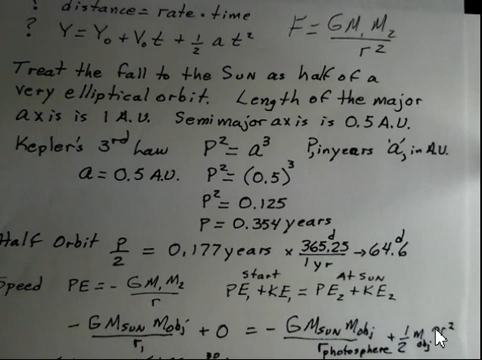 ? distance = rate · time
? Y = Y₀ + V₀t + ½ a t² F = GM₁M₂/r²
Treat the fall to the Sun as half of a
very elliptical orbit. Length of the major
axis is 1 A.U. Semimajor axis is 0.5 A.U.
Kepler's 3rd Law P² = a³ P, in years 'a', in A.U.
a = 0.5 A.U. P² = (0.5)³
P² = 0.125
P = 0.354 years
Half Orbit P/2 = 0.177 years × 365.25d/1yr → 64.6d
Speed PE = - GM₁M₂/r Start PE₁ + KE₁ = At Sun PE₂ + KE₂
- GMsun Mobj/r₁ + 0 = - GMsun Mobj/rphotosphere + ½ Mobj v²